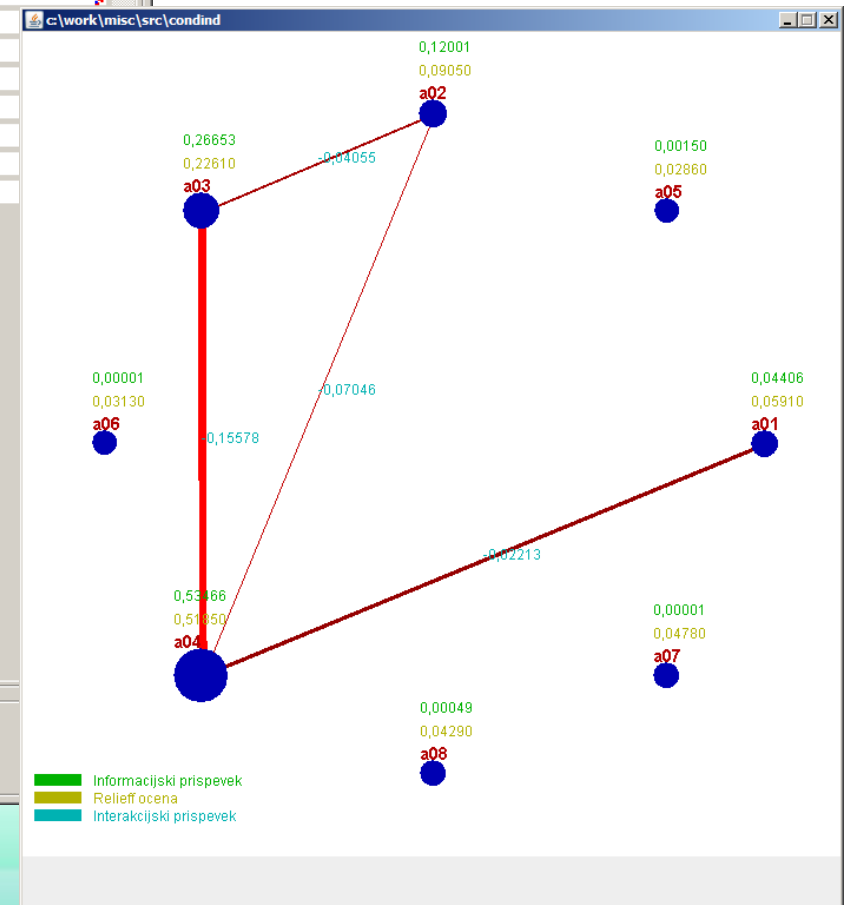 c:\work\misc\src\condind
0,12001
0,09050
a02
0,26653
0,22610
a03
-0,04055
0,00150
0,02860
a05
0,00001
0,03130
a06
-0,07046
0,04406
0,05910
a01
-0,15578
-0,02213
0,53466
0,51850
a04
0,00001
0,04780
a07
0,00049
0,04290
a08
Informacijski prispevek
Relieff ocena
Interakcijski prispevek